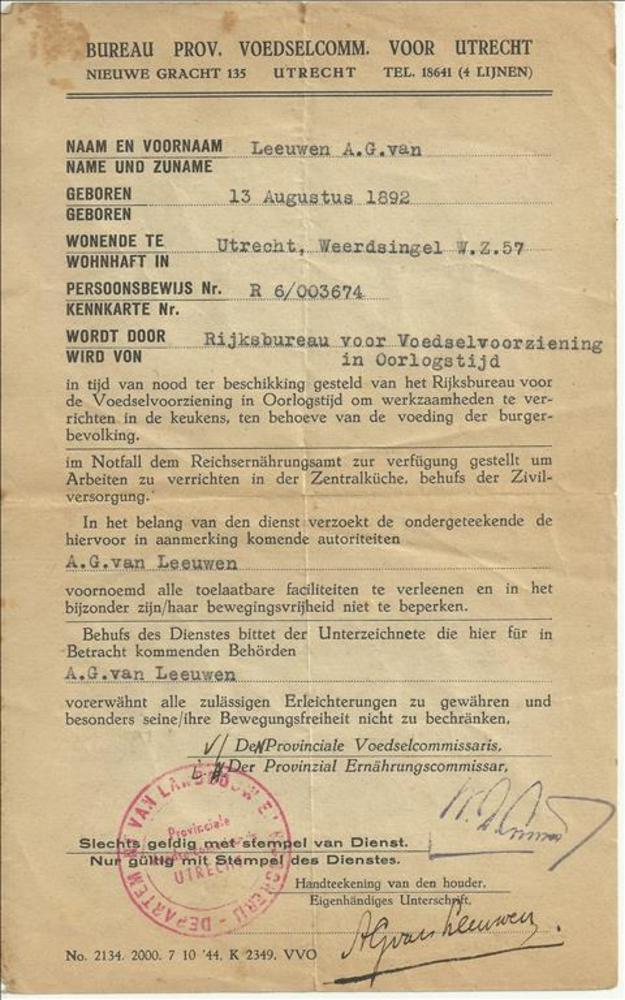 BUREAU PROV. VOEDSELCOMM. VOOR UTRECHT
NIEUWE GRACHT 135 UTRECHT TEL. 18641 (4 LIJNEN)
NAAM EN VOORNAAM Leeuwen A.G.van
NAME UND ZUNAME
GEBOREN 13 Augustus 1892
GEBOREN
WONENDE TE Utrecht, Weerdsingel W.Z.57
WOHNHAFT IN
PERSOONSBEWIJS Nr. R 6/003674
KENNKARTE Nr.
WORDT DOOR Rijksbureau voor Voedselvoorziening
WIRD VON in Oorlogstijd
in tijd van nood ter beschikking gesteld van het Rijksbureau voor
de Voedselvoorziening in Oorlogstijd om werkzaamheden te ver-
richten in de keukens, ten behoeve van de voeding der burger-
bevolking.
im Notfall dem Reichsernährungsamt zur verfügung gestellt um
Arbeiten zu verrichten in der Zentralküche, behufs der Zivil-
versorgung.
In het belang van den dienst verzoekt de ondergeteekende de
hiervoor in aanmerking komende autoriteiten
A.G.van Leeuwen
voornoemd alle toelaatbare faciliteiten te verleenen en in het
bijzonder zijn/haar bewegingsvrijheid niet te beperken.
Behufs des Dienstes bittet der Unterzeichnete die hier für in
Betracht kommenden Behörden
A.G.van Leeuwen
vorerwähnt alle zulässigen Erleichterungen zu gewähren und
besonders seine/ihre Bewegungsfreiheit nicht zu bechränken.
De Provinciale Voedselcommissaris,
Der Provinzial Ernährungscommissar,
DEPARTEMENT VAN LANDBOUW EN VISSCHERIJ
Provinciale
UTRECHT
Slechts geldig met stempel van Dienst.
Nur gültig mit Stempel des Dienstes.
Handteekening van den houder.
Eigenhändiges Unterschrift.
AGvan Leeuwen.
No. 2134. 2000. 7 10 '44. K 2349. VVO